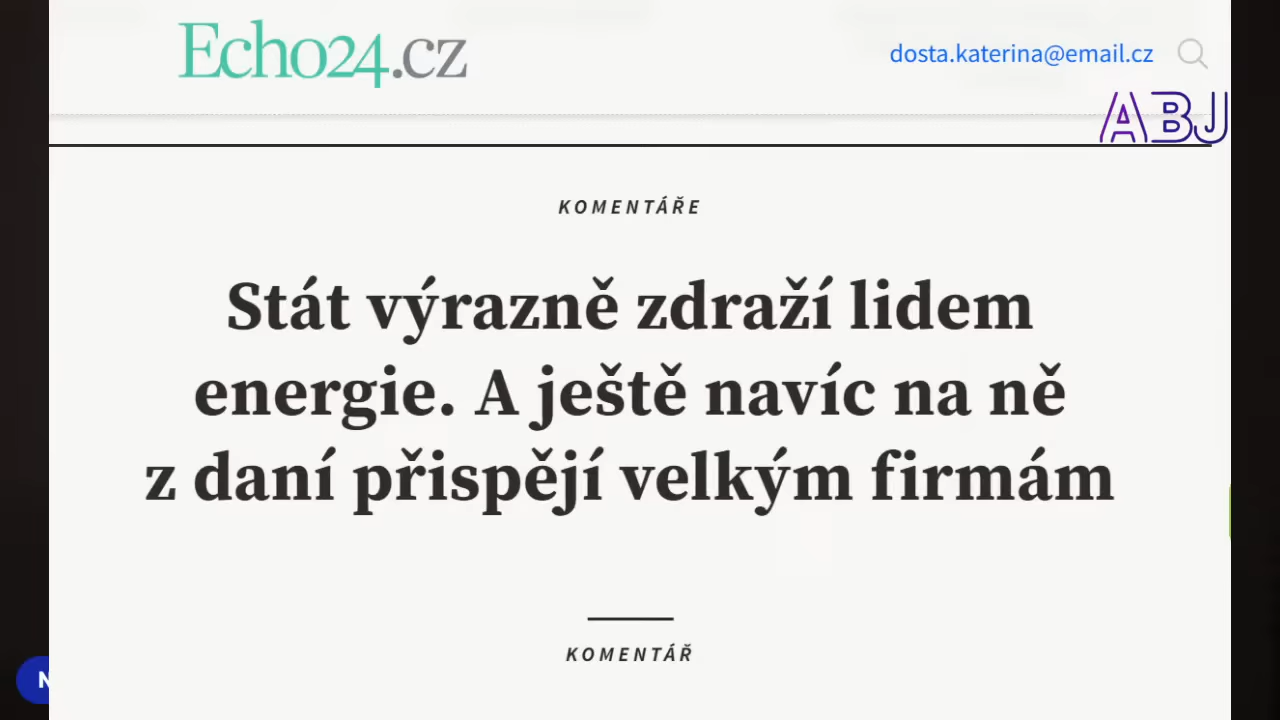 Echo24.cz
dosta.katerina@email.cz
ABJ
KOMENTÁŘE
Stát výrazně zdraží lidem
energie. A ještě navíc na ně
z daní přispějí velkým firmám
KOMENTÁŘ
N